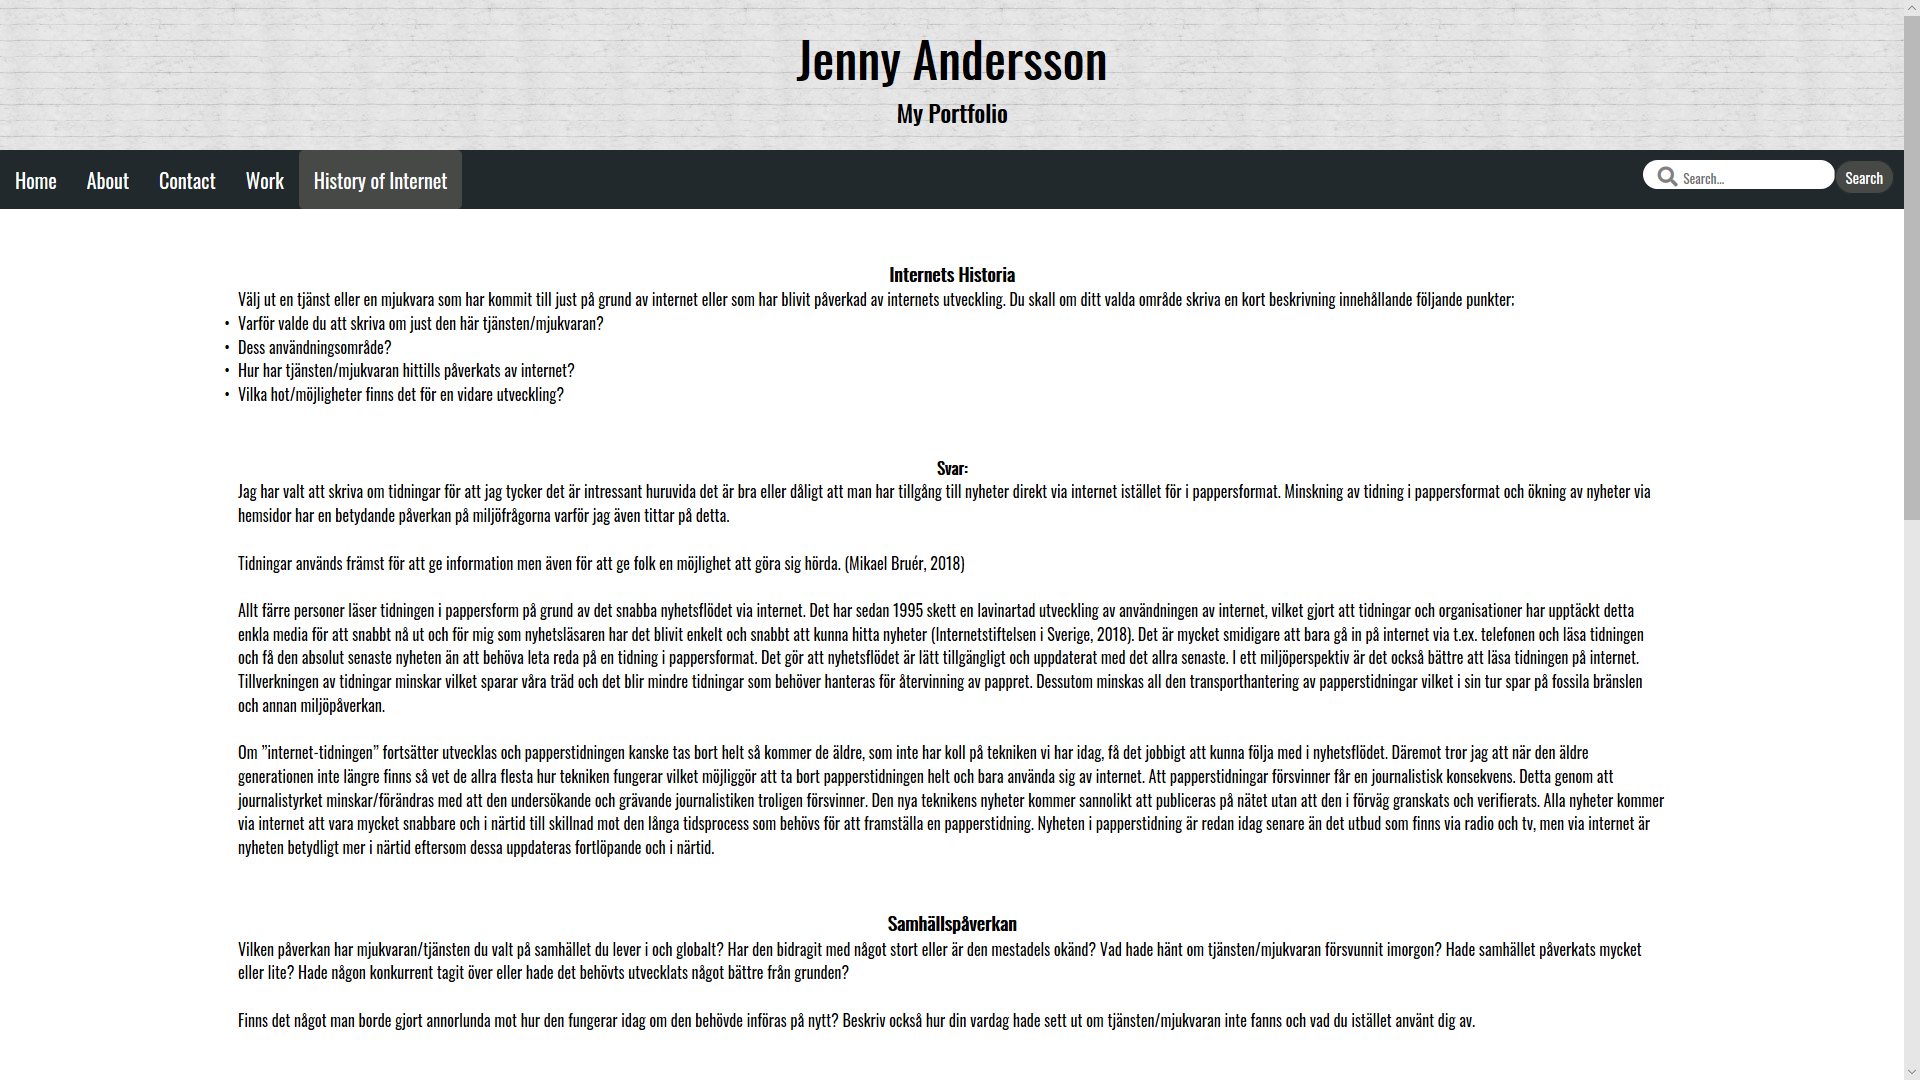 Jenny Andersson
My Portfolio
Home About Contact Work History of Internet Search... Search
Internets Historia
Välj ut en tjänst eller en mjukvara som har kommit till just på grund av internet eller som har blivit påverkad av internets utveckling. Du skall om ditt valda område skriva en kort beskrivning innehållande följande punkter;
• Varför valde du att skriva om just den här tjänsten/mjukvaran?
• Dess användningsområde?
• Hur har tjänsten/mjukvaran hittills påverkats av internet?
• Vilka hot/möjligheter finns det för en vidare utveckling?
Svar:
Jag har valt att skriva om tidningar för att jag tycker det är intressant huruvida det är bra eller dåligt att man har tillgång till nyheter direkt via internet istället för i pappersformat. Minskning av tidning i pappersformat och ökning av nyheter via
hemsidor har en betydande påverkan på miljöfrågorna varför jag även tittar på detta.
Tidningar används främst för att ge information men även för att ge folk en möjlighet att göra sig hörda. (Mikael Bruér, 2018)
Allt färre personer läser tidningen i pappersform på grund av det snabba nyhetsflödet via internet. Det har sedan 1995 skett en lavinartad utveckling av användningen av internet, vilket gjort att tidningar och organisationer har upptäckt detta
enkla media för att snabbt nå ut och för mig som nyhetsläsaren har det blivit enkelt och snabbt att kunna hitta nyheter (Internetstiftelsen i Sverige, 2018). Det är mycket smidigare att bara gå in på internet via t.ex. telefonen och läsa tidningen
och få den absolut senaste nyheten än att behöva leta reda på en tidning i pappersformat. Det gör att nyhetsflödet är lätt tillgängligt och uppdaterat med det allra senaste. I ett miljöperspektiv är det också bättre att läsa tidningen på internet.
Tillverkningen av tidningar minskar vilket sparar våra träd och det blir mindre tidningar som behöver hanteras för återvinning av pappret. Dessutom minskas all den transporthantering av papperstidningar vilket i sin tur spar på fossila bränslen
och annan miljöpåverkan.
Om ”internet-tidningen” fortsätter utvecklas och papperstidningen kanske tas bort helt så kommer de äldre, som inte har koll på tekniken vi har idag, få det jobbigt att kunna följa med i nyhetsflödet. Däremot tror jag att när den äldre
generationen inte längre finns så vet de allra flesta hur tekniken fungerar vilket möjliggör att ta bort papperstidningen helt och bara använda sig av internet. Att papperstidningar försvinner får en journalistisk konsekvens. Detta genom att
journalistyrket minskar/förändras med att den undersökande och grävande journalistiken troligen försvinner. Den nya teknikens nyheter kommer sannolikt att publiceras på nätet utan att den i förväg granskats och verifierats. Alla nyheter kommer
via internet att vara mycket snabbare och i närtid till skillnad mot den långa tidsprocess som behövs för att framställa en papperstidning. Nyheten i papperstidning är redan idag senare än det utbud som finns via radio och tv, men via internet är
nyheten betydligt mer i närtid eftersom dessa uppdateras fortlöpande och i närtid.
Samhällspåverkan
Vilken påverkan har mjukvaran/tjänsten du valt på samhället du lever i och globalt? Har den bidragit med något stort eller är den mestadels okänd? Vad hade hänt om tjänsten/mjukvaran försvunnit imorgon? Hade samhället påverkats mycket
eller lite? Hade någon konkurrent tagit över eller hade det behövts utvecklats något bättre från grunden?
Finns det något man borde gjort annorlunda mot hur den fungerar idag om den behövde införas på nytt? Beskriv också hur din vardag hade sett ut om tjänsten/mjukvaran inte fanns och vad du istället använt dig av.